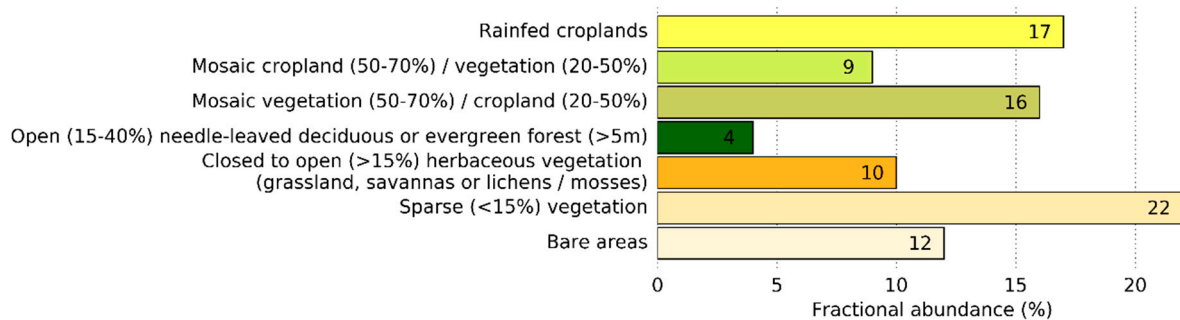 Rainfed croplands 17
Mosaic cropland (50-70%) / vegetation (20-50%) 9
Mosaic vegetation (50-70%) / cropland (20-50%) 16
Open (15-40%) needle-leaved deciduous or evergreen forest (>5m) 4
Closed to open (>15%) herbaceous vegetation
(grassland, savannas or lichens / mosses) 10
Sparse (<15%) vegetation 22
Bare areas 12
0 5 10 15 20
Fractional abundance (%)